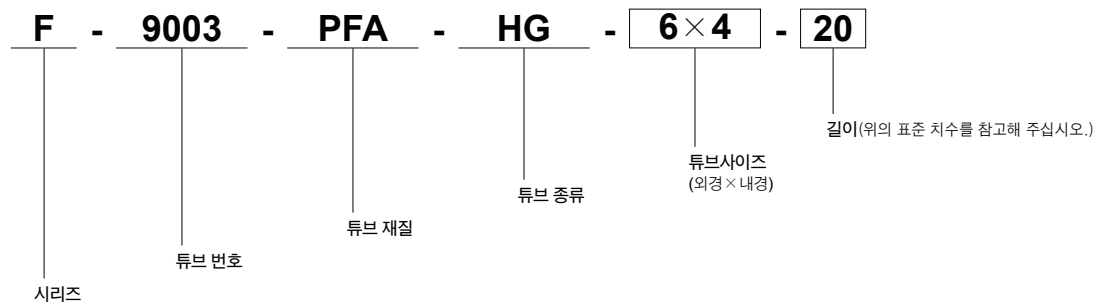 F - 9003 - PFA - HG - 6×4 - 20
길이(위의 표준 치수를 참고해 주십시오.)
튜브사이즈
(외경×내경)
튜브 종류
튜브 재질
튜브 번호
시리즈